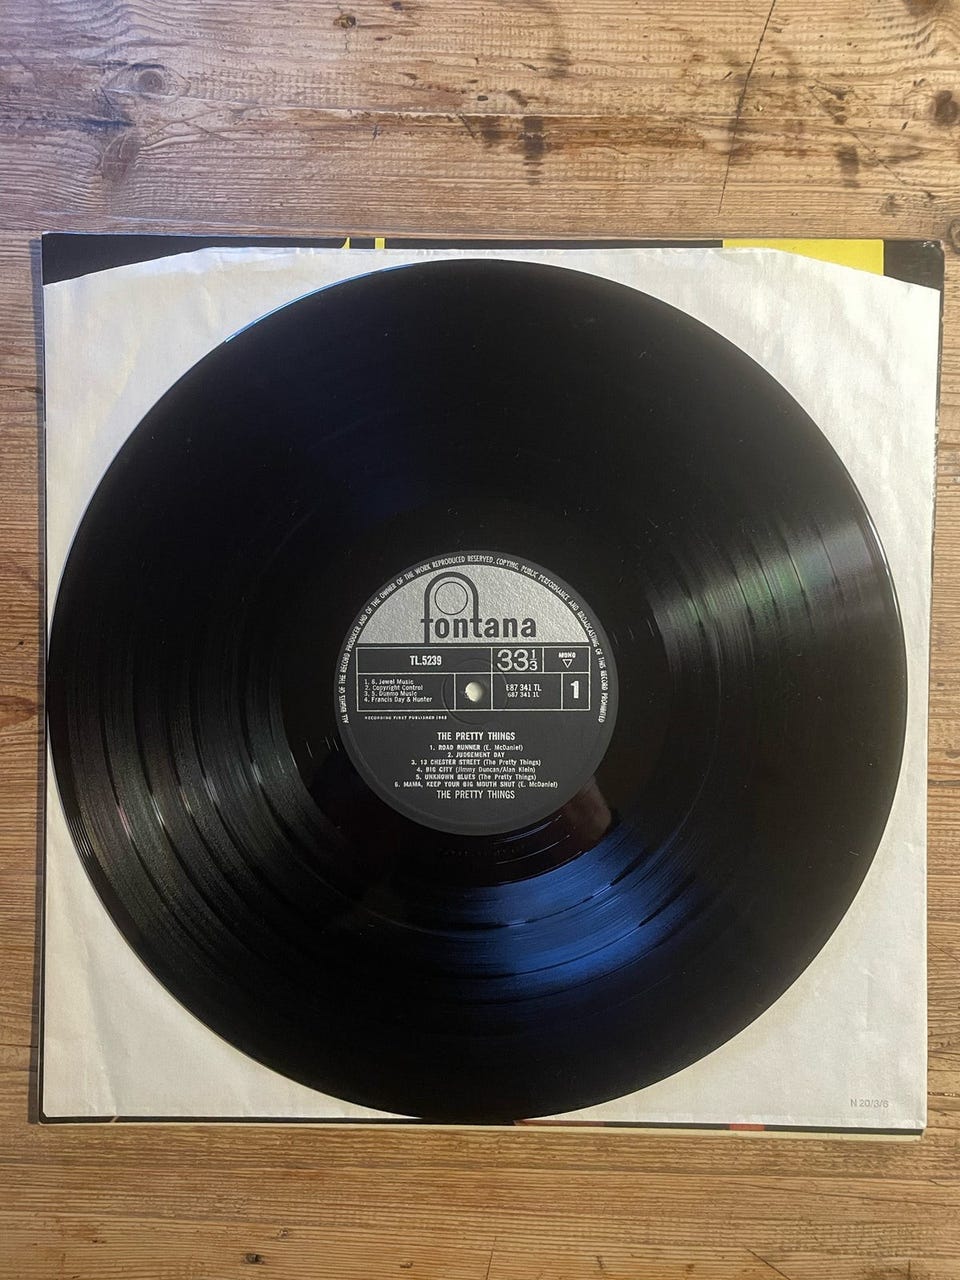 ALL RIGHTS OF THE RECORD PRODUCER AND OF THE OWNER OF THE WORK REPRODUCED RESERVED. COPYING, PUBLIC PERFORMANCE AND BROADCASTING OF THIS RECORD PROHIBITED
fontana
TL.5239
33⅓
MONO
1. 6. Jewel Music
2. Copyright Control
3. 5. Dunmo Music
4. Francis Day & Hunter
E87 341 TL
687 341 1L
1
RECORDING FIRST PUBLISHED 1965
THE PRETTY THINGS
1. ROAD RUNNER (E. McDaniel)
2. JUDGEMENT DAY
3. 13 CHESTER STREET (The Pretty Things)
4. BIG CITY (Jimmy Duncan/Alan Klein)
5. UNKNOWN BLUES (The Pretty Things)
6. MAMA, KEEP YOUR BIG MOUTH SHUT (E. McDaniel)
THE PRETTY THINGS
N 20/3/6